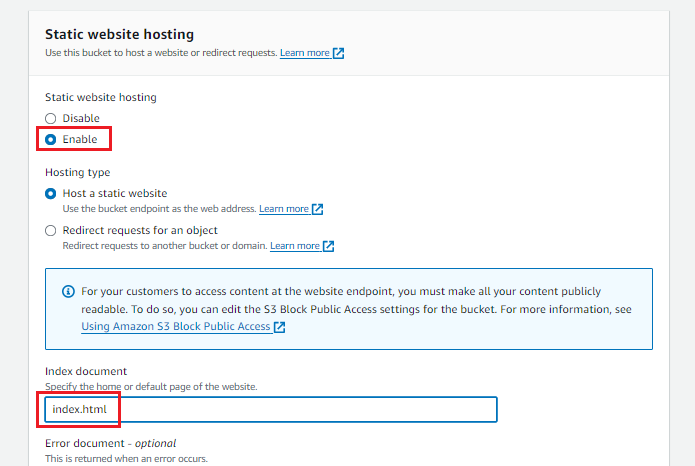 Static website hosting
Use this bucket to host a website or redirect requests. Learn more
Static website hosting
Disable
Enable
Hosting type
Host a static website
Use the bucket endpoint as the web address. Learn more
Redirect requests for an object
Redirect requests to another bucket or domain. Learn more
For your customers to access content at the website endpoint, you must make all your content publicly
readable. To do so, you can edit the S3 Block Public Access settings for the bucket. For more information, see
Using Amazon S3 Block Public Access
Index document
Specify the home or default page of the website.
index.html
Error document - optional
This is returned when an error occurs.